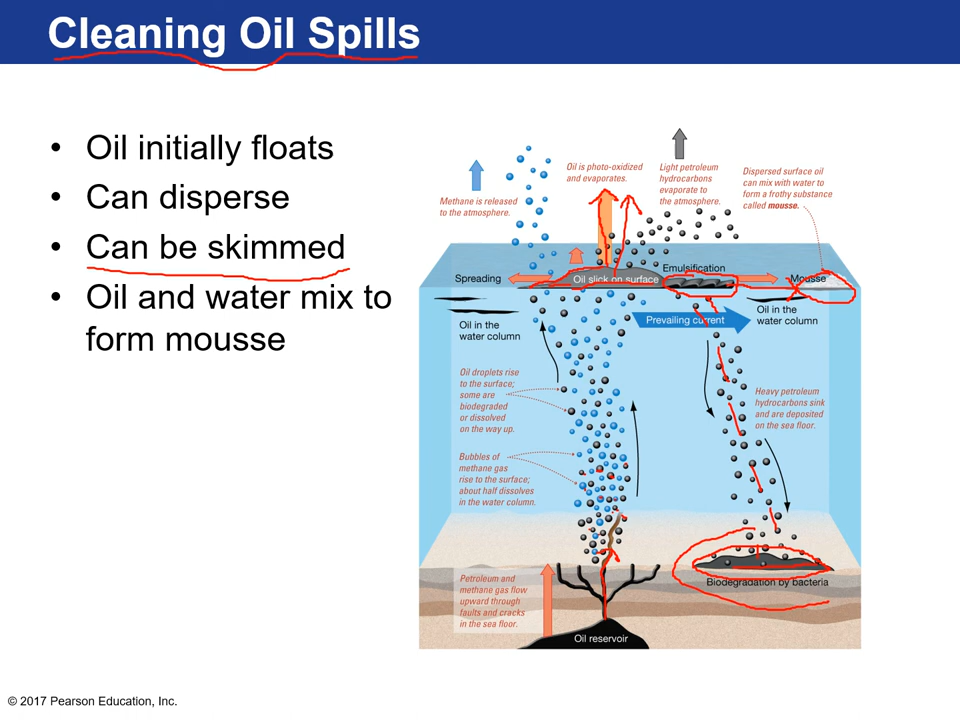 Cleaning Oil Spills
• Oil initially floats
• Can disperse
• Can be skimmed
• Oil and water mix to
form mousse
Methane is released
to the atmosphere.
Oil is photo-oxidized
and evaporates.
Light petroleum
hydrocarbons
evaporate to
the atmosphere.
Dispersed surface oil
can mix with water to
form a frothy substance
called mousse.
Spreading
Oil slick on surface
Emulsification
Mousse
Oil in the
water column
Prevailing current
Oil in the
water column
Oil droplets rise
to the surface;
some are
biodegraded
or dissolved
on the way up.
Heavy petroleum
hydrocarbons sink
and are deposited
on the sea floor.
Bubbles of
methane gas
rise to the surface;
about half dissolves
in the water column.
Petroleum and
methane gas flow
upward through
faults and cracks
in the sea floor.
Biodegradation by bacteria
Oil reservoir
© 2017 Pearson Education, Inc.